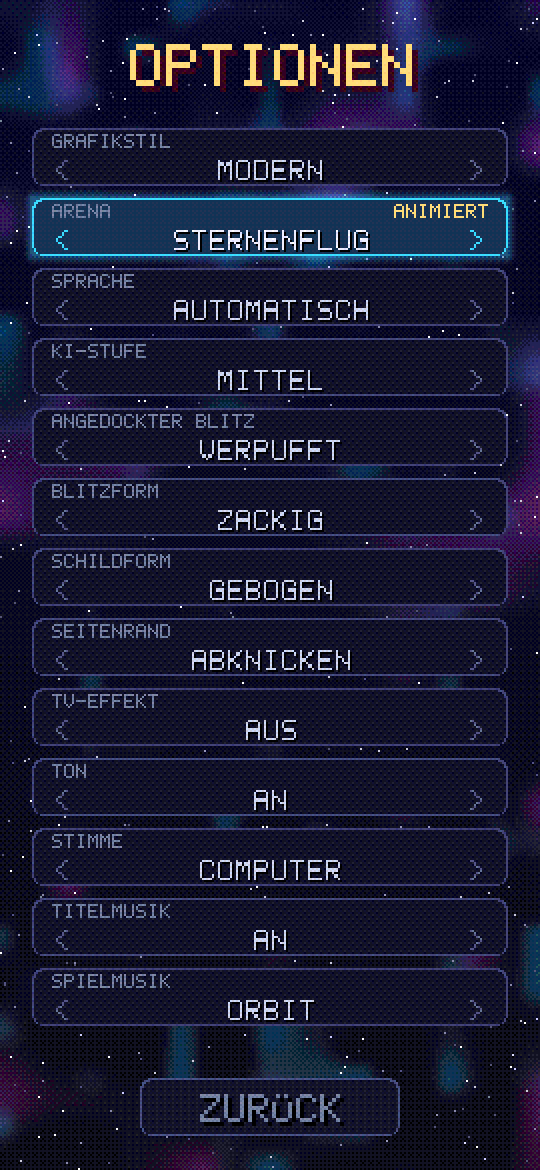 OPTIONEN
GRAFIKSTIL
< MODERN >
ARENA ANIMIERT
< STERNENFLUG >
SPRACHE
< AUTOMATISCH >
KI-STUFE
< MITTEL >
ANGEDOCKTER BLITZ
< VERPUFFT >
BLITZFORM
< ZACKIG >
SCHILDFORM
< GEBOGEN >
SEITENRAND
< ABKNICKEN >
TV-EFFEKT
< AUS >
TON
< AN >
STIMME
< COMPUTER >
TITELMUSIK
< AN >
SPIELMUSIK
< ORBIT >
ZURÜCK